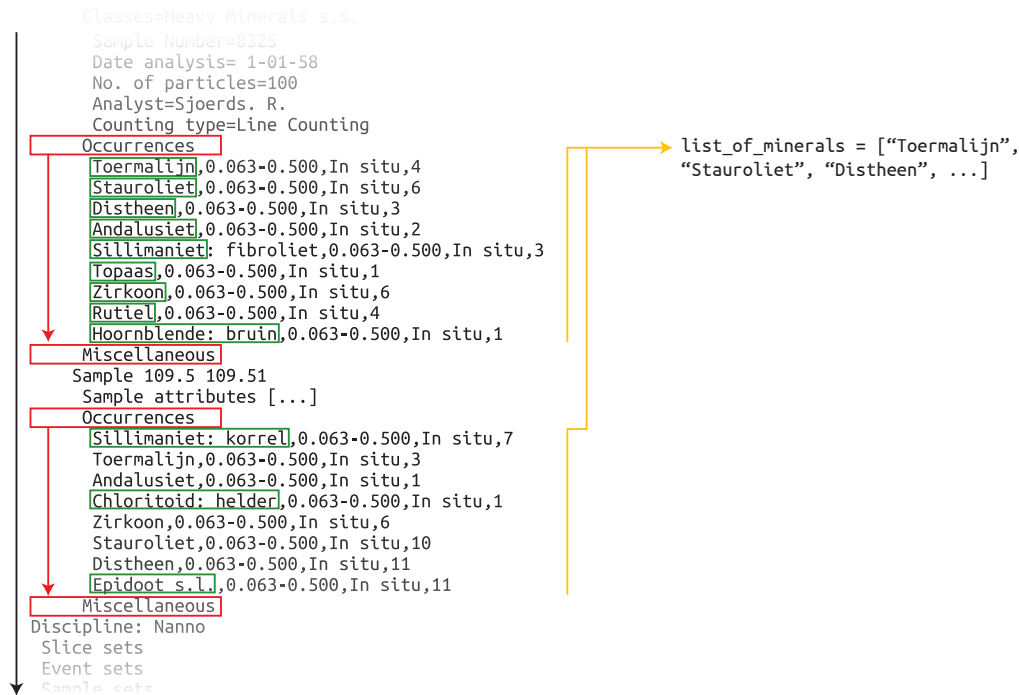 Classes=Heavy Minerals s.s.
Sample Number=8325
Date analysis= 1-01-58
No. of particles=100
Analyst=Sjoerds. R.
Counting type=Line Counting
Occurrences
Toermalijn,0.063-0.500,In situ,4
Stauroliet,0.063-0.500,In situ,6
Distheen,0.063-0.500,In situ,3
Andalusiet,0.063-0.500,In situ,2
Sillimaniet: fibroliet,0.063-0.500,In situ,3
Topaas,0.063-0.500,In situ,1
Zirkoon,0.063-0.500,In situ,6
Rutiel,0.063-0.500,In situ,4
Hoornblende: bruin,0.063-0.500,In situ,1
Miscellaneous
Sample 109.5 109.51
Sample attributes [...]
Occurrences
Sillimaniet: korrel,0.063-0.500,In situ,7
Toermalijn,0.063-0.500,In situ,3
Andalusiet,0.063-0.500,In situ,1
Chloritoid: helder,0.063-0.500,In situ,1
Zirkoon,0.063-0.500,In situ,6
Stauroliet,0.063-0.500,In situ,10
Distheen,0.063-0.500,In situ,11
Epidoot s.l.,0.063-0.500,In situ,11
Miscellaneous
Discipline: Nanno
Slice sets
Event sets
Sample sets
list_of_minerals = [“Toermalijn”,
“Stauroliet”, “Distheen”, ...]